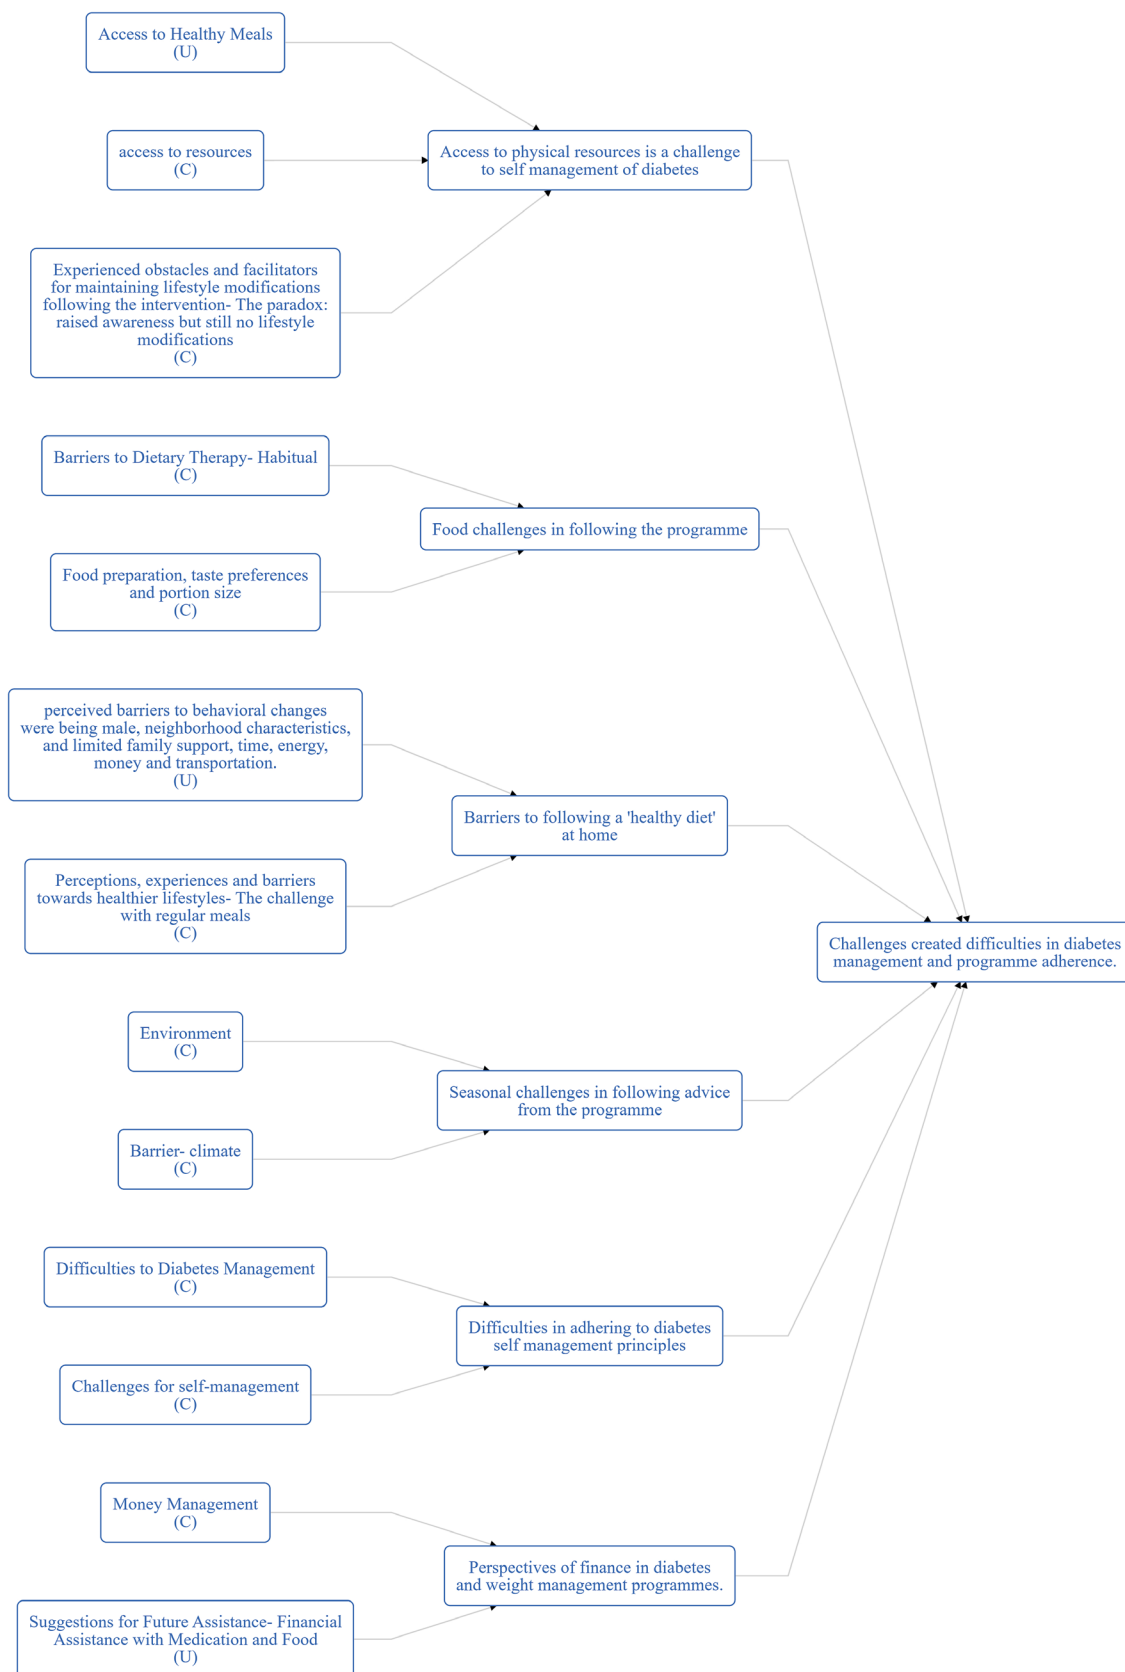 Access to Healthy Meals
(U)
access to resources
(C)
Access to physical resources is a challenge
to self management of diabetes
Experienced obstacles and facilitators
for maintaining lifestyle modifications
following the intervention- The paradox:
raised awareness but still no lifestyle
modifications
(C)
Barriers to Dietary Therapy- Habitual
(C)
Food challenges in following the programme
Food preparation, taste preferences
and portion size
(C)
perceived barriers to behavioral changes
were being male, neighborhood characteristics,
and limited family support, time, energy,
money and transportation.
(U)
Barriers to following a 'healthy diet'
at home
Perceptions, experiences and barriers
towards healthier lifestyles- The challenge
with regular meals
(C)
Challenges created difficulties in diabetes
management and programme adherence.
Environment
(C)
Seasonal challenges in following advice
from the programme
Barrier- climate
(C)
Difficulties to Diabetes Management
(C)
Difficulties in adhering to diabetes
self management principles
Challenges for self-management
(C)
Money Management
(C)
Perspectives of finance in diabetes
and weight management programmes.
Suggestions for Future Assistance- Financial
Assistance with Medication and Food
(U)